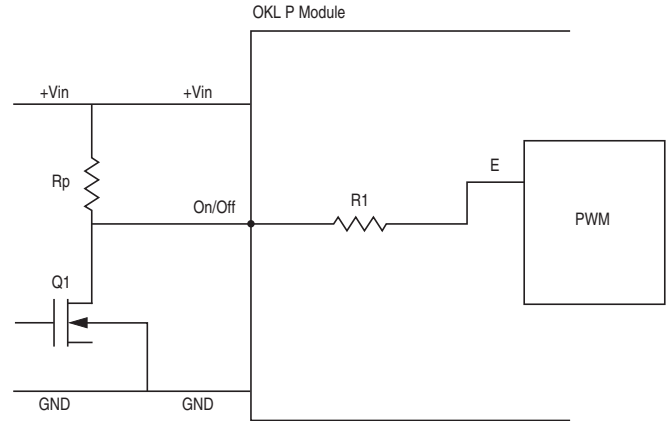 OKL P Module
+Vin
+Vin
Rp
On/Off
R1
E
PWM
Q1
GND
GND